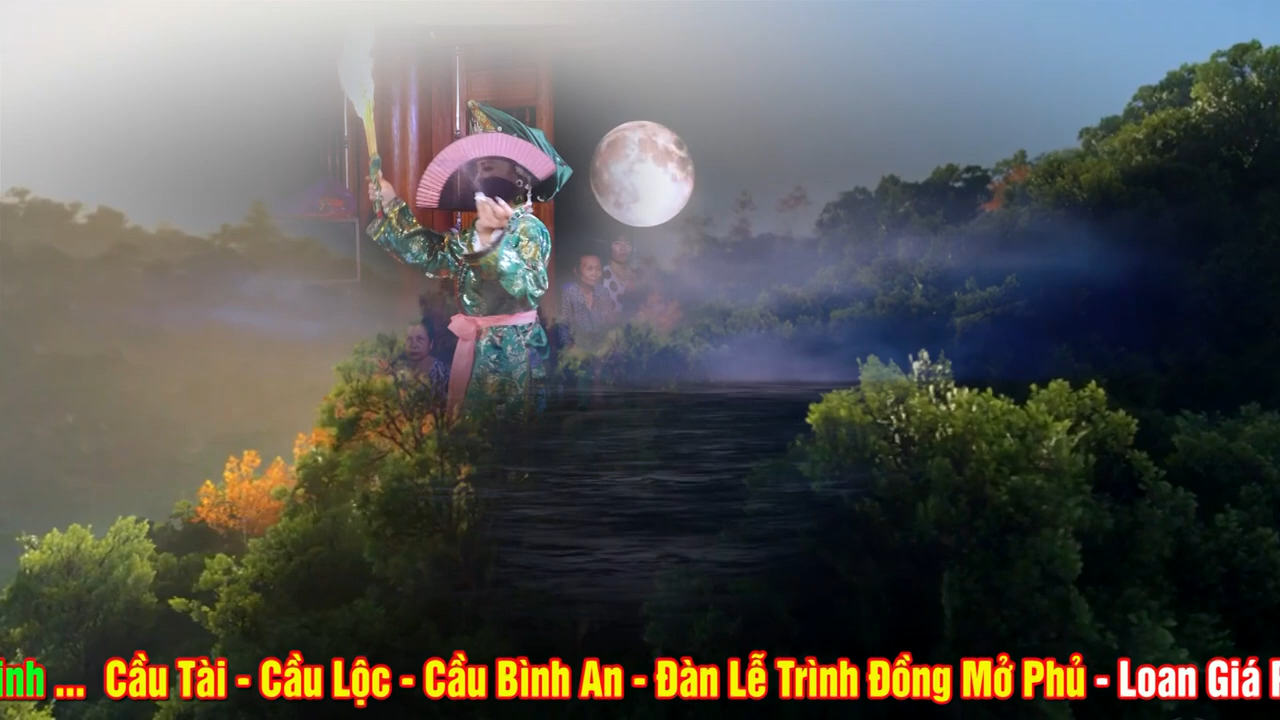 ... Cầu Tài - Cầu Lộc - Cầu Bình An - Đàn Lễ Trình Đồng Mở Phủ - Loan Giá